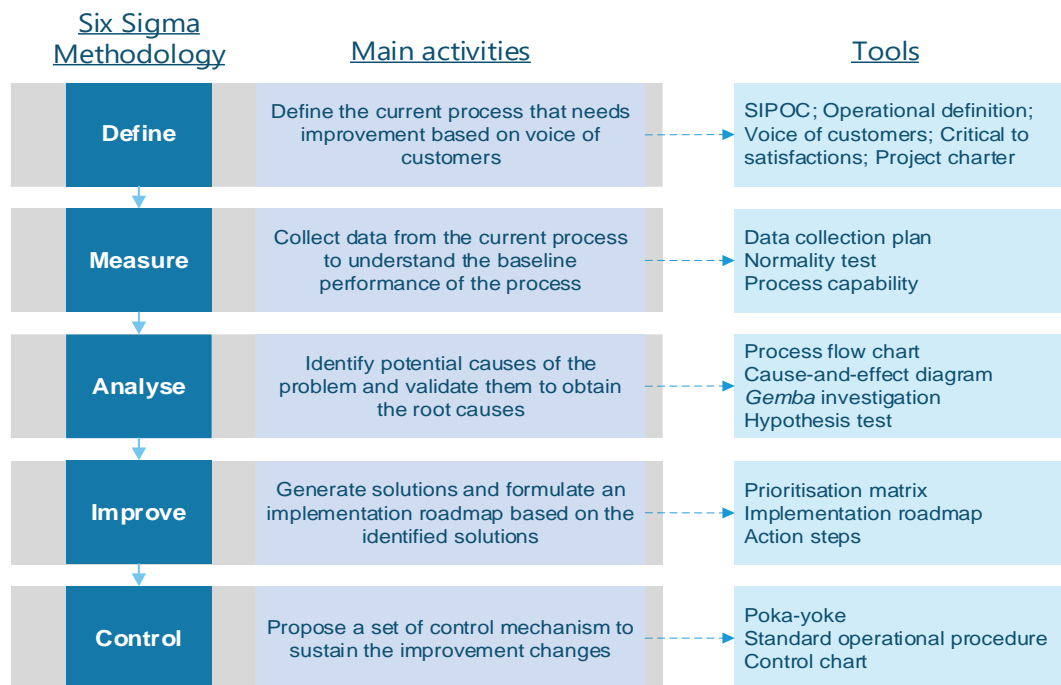 Six Sigma
Methodology
Main activities
Tools
Define
Define the current process that needs
improvement based on voice of
customers
SIPOC; Operational definition;
Voice of customers; Critical to
satisfactions; Project charter
Measure
Collect data from the current process
to understand the baseline
performance of the process
Data collection plan
Normality test
Process capability
Analyse
Identify potential causes of the
problem and validate them to obtain
the root causes
Process flow chart
Cause-and-effect diagram
Gemba investigation
Hypothesis test
Improve
Generate solutions and formulate an
implementation roadmap based on the
identified solutions
Prioritisation matrix
Implementation roadmap
Action steps
Control
Propose a set of control mechanism to
sustain the improvement changes
Poka-yoke
Standard operational procedure
Control chart